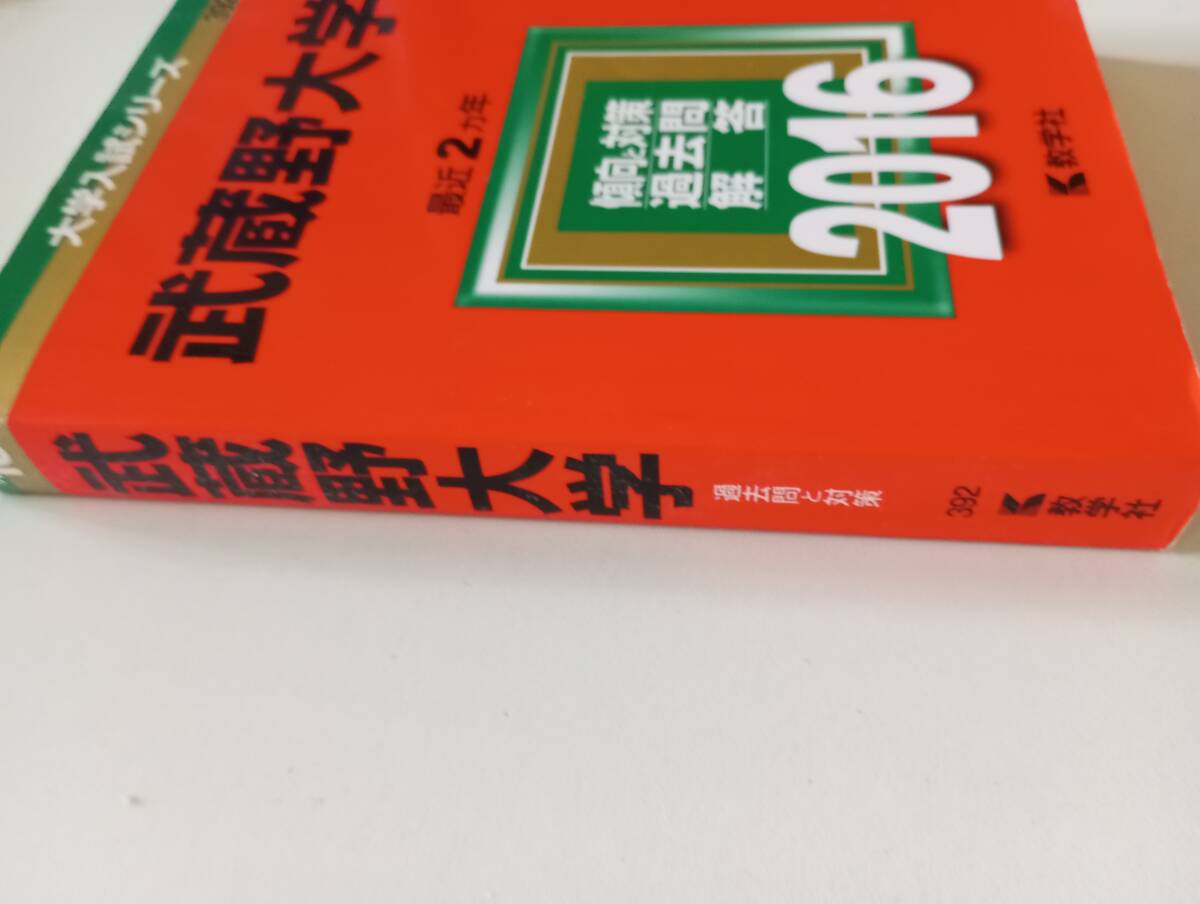 大学入試シリーズ
武蔵野大学
最近2ヵ年
傾向と対策
過去問
解答
2016
教学社
武蔵野大学
過去問と対策
392
教学社